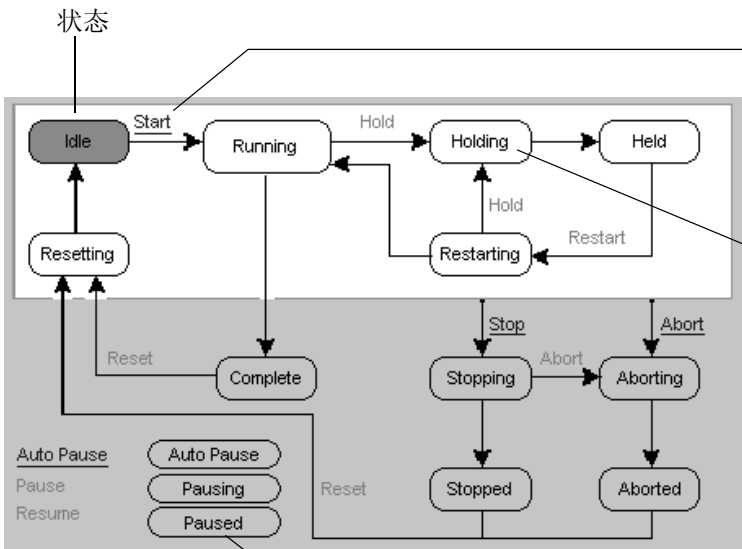 状态
Start
Hold
Idle
Running
Holding
Held
Hold
Restart
Resetting
Restarting
Stop
Abort
Reset
Abort
Complete
Stopping
Aborting
Auto Pause
Auto Pause
Pause
Pausing
Reset
Stopped
Aborted
Resume
Paused